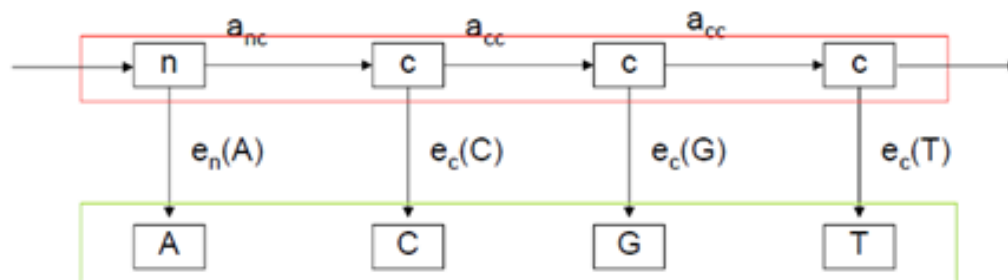 a_nc a_cc a_cc
n c c c
e_n(A) e_c(C) e_c(G) e_c(T)
A C G T